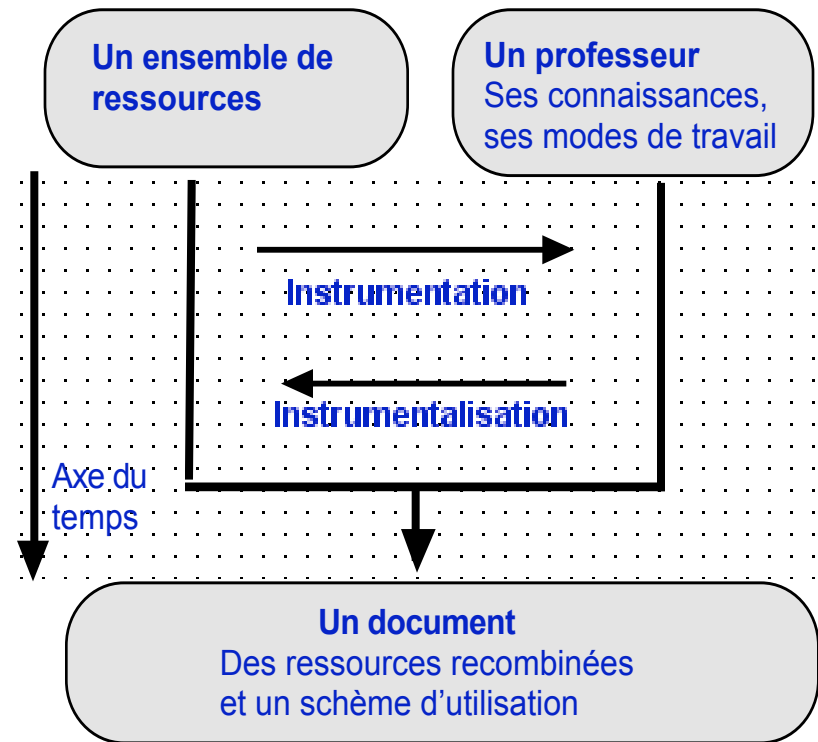 Un ensemble de
ressources
Un professeur
Ses connaissances,
ses modes de travail
Instrumentation
Instrumentalisation
Axe du
temps
Un document
Des ressources recombinées
et un schème d’utilisation